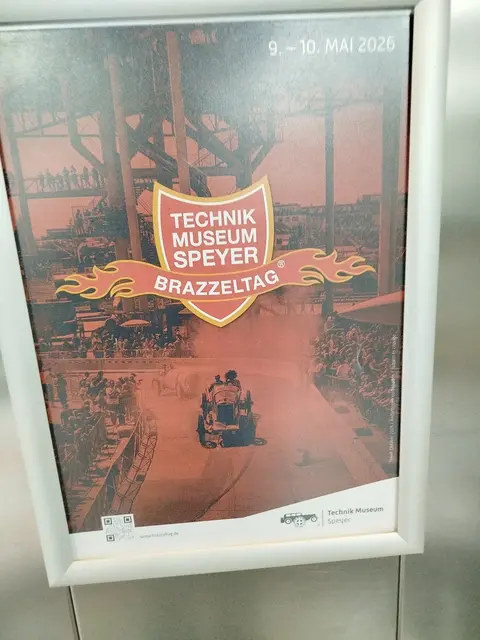 9. – 10. MAI 2026
TECHNIK
MUSEUM
SPEYER
BRAZZELTAG®
Technik Museum
Speyer